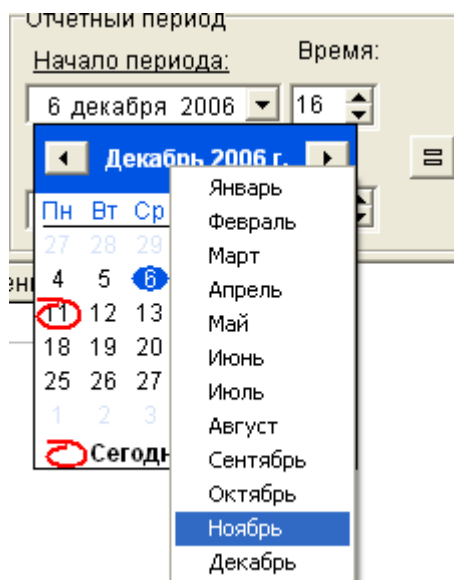 Отчетный период
Начало периода: Время:
6 декабря 2006 16
Декабрь 2006 г.
Пн Вт Ср
27 28 29
4 5 6
11 12 13
18 19 20
25 26 27
1 2 3
Январь
Февраль
Март
Апрель
Май
Июнь
Июль
Август
Сентябрь
Октябрь
Ноябрь
Декабрь